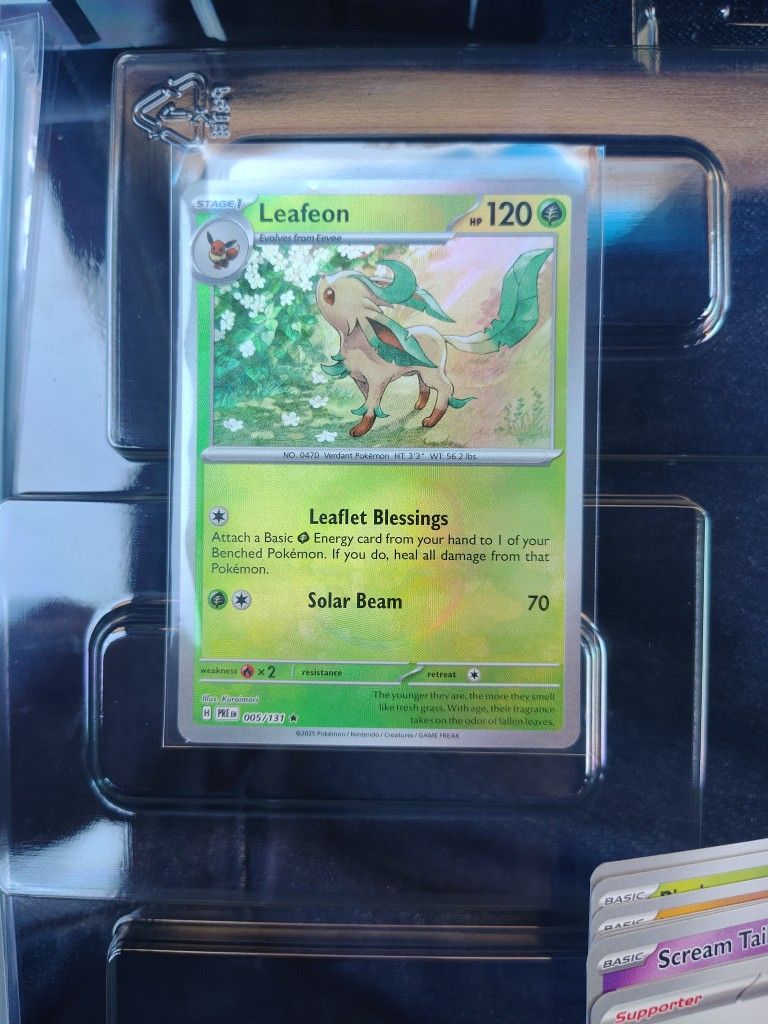 STAGE1
Leafeon
HP 120
Evolves from Eevee
NO. 0470 Verdant Pokémon HT: 3'3" WT: 56.2 lbs.
Leaflet Blessings
Attach a Basic Energy card from your hand to 1 of your
Benched Pokémon. If you do, heal all damage from that
Pokémon.
Solar Beam 70
weakness ×2 resistance retreat
Illus. Kuroimori
The younger they are, the more they smell
like fresh grass. With age, their fragrance
takes on the odor of fallen leaves.
H PRE EN 005/131 ★
©2025 Pokémon / Nintendo / Creatures / GAME FREAK
BASIC
BASIC
BASIC Scream Tai
Supporter